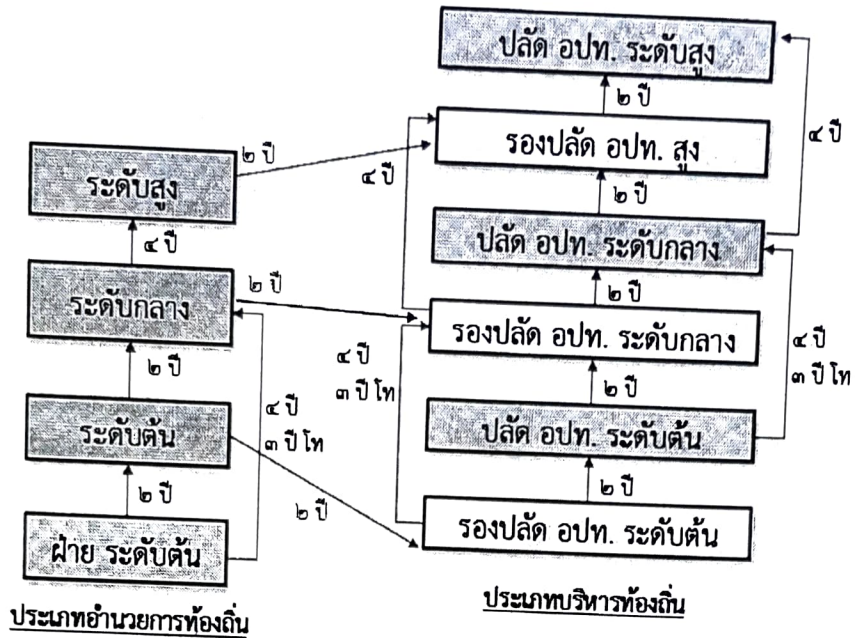 ระดับสูง
๔ ปี
ระดับกลาง
๒ ปี
ระดับต้น
๒ ปี
ฝ่าย ระดับต้น
๔ ปี
๓ ปี โท
ประเภทอำนวยการท้องถิ่น
๒ ปี
๒ ปี
๒ ปี
ปลัด อปท. ระดับสูง
๒ ปี
รองปลัด อปท. สูง
๒ ปี
ปลัด อปท. ระดับกลาง
๒ ปี
รองปลัด อปท. ระดับกลาง
๒ ปี
ปลัด อปท. ระดับต้น
๒ ปี
รองปลัด อปท. ระดับต้น
๔ ปี
๔ ปี
๓ ปี โท
๔ ปี
๔ ปี
๓ ปี โท
ประเภทบริหารท้องถิ่น